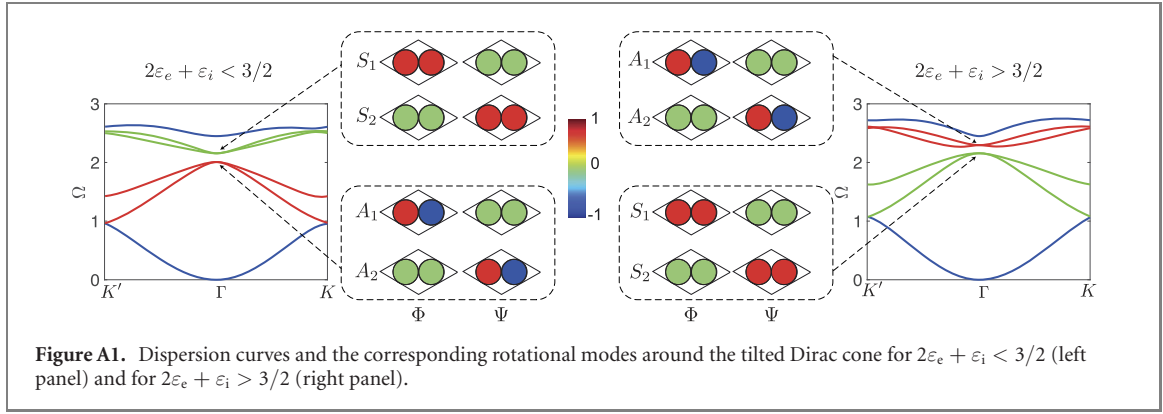 2εe + εi < 3/2
3
2
1
0
Ω
K′
Γ
K
S1
S2
A1
A2
Φ
Ψ
1
0
-1
A1
A2
S1
S2
Φ
Ψ
2εe + εi > 3/2
3
2
1
0
Ω
K′
Γ
K
Figure A1. Dispersion curves and the corresponding rotational modes around the tilted Dirac cone for 2εe + εi < 3/2 (left
panel) and for 2εe + εi > 3/2 (right panel).